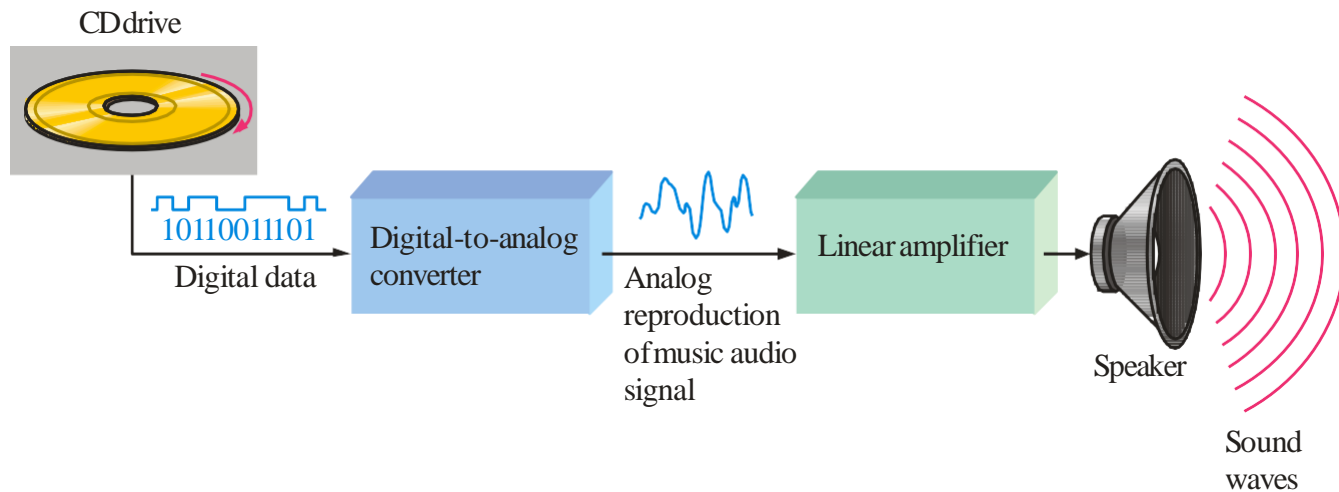 CD drive
10110011101
Digital data
Digital-to-analog
converter
Analog
reproduction
of music audio
signal
Linear amplifier
Speaker
Sound
waves